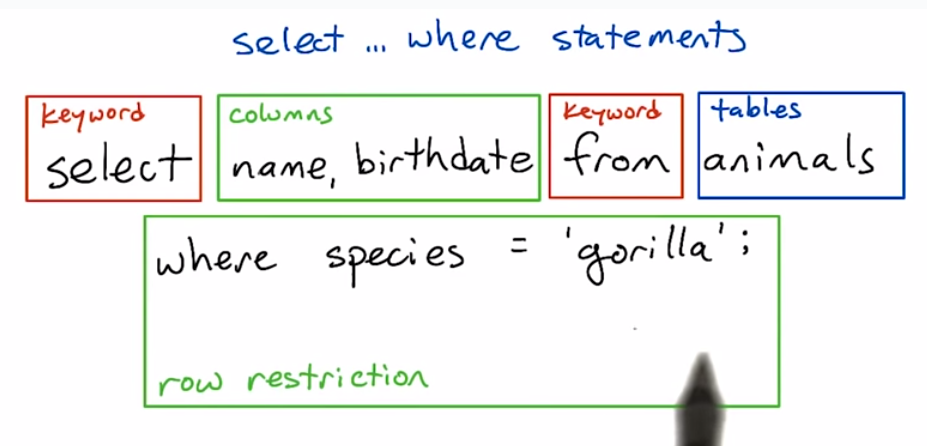 select ... where statements
keyword columns keyword tables
select name, birthdate from animals
where species = 'gorilla';
row restriction